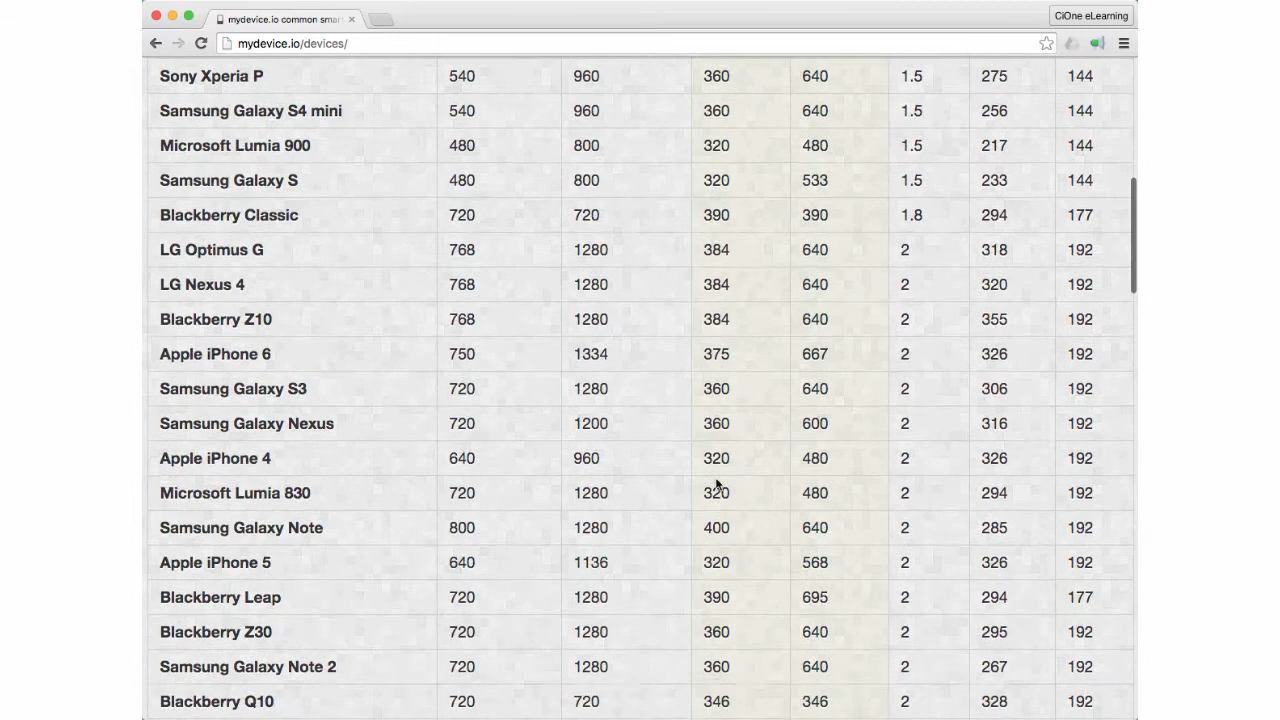 mydevice.io common smar
CiOne eLearning
mydevice.io/devices/
Sony Xperia P 540 960 360 640 1.5 275 144
Samsung Galaxy S4 mini 540 960 360 640 1.5 256 144
Microsoft Lumia 900 480 800 320 480 1.5 217 144
Samsung Galaxy S 480 800 320 533 1.5 233 144
Blackberry Classic 720 720 390 390 1.8 294 177
LG Optimus G 768 1280 384 640 2 318 192
LG Nexus 4 768 1280 384 640 2 320 192
Blackberry Z10 768 1280 384 640 2 355 192
Apple iPhone 6 750 1334 375 667 2 326 192
Samsung Galaxy S3 720 1280 360 640 2 306 192
Samsung Galaxy Nexus 720 1200 360 600 2 316 192
Apple iPhone 4 640 960 320 480 2 326 192
Microsoft Lumia 830 720 1280 320 480 2 294 192
Samsung Galaxy Note 800 1280 400 640 2 285 192
Apple iPhone 5 640 1136 320 568 2 326 192
Blackberry Leap 720 1280 390 695 2 294 177
Blackberry Z30 720 1280 360 640 2 295 192
Samsung Galaxy Note 2 720 1280 360 640 2 267 192
Blackberry Q10 720 720 346 346 2 328 192